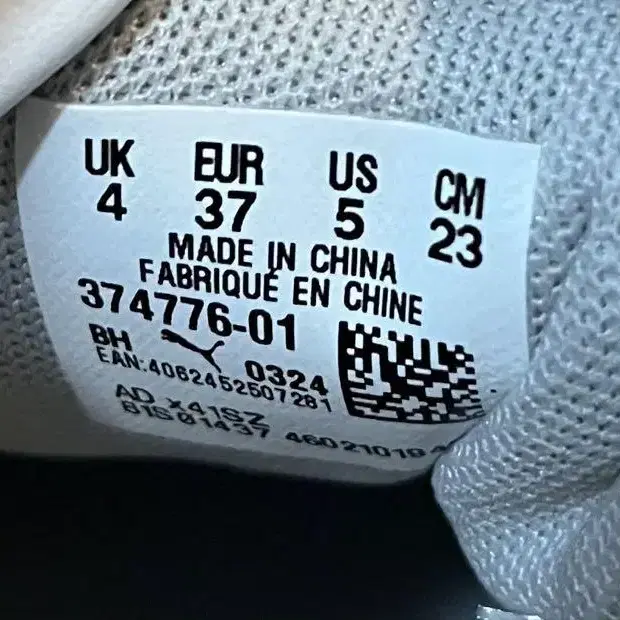 UK EUR US CM
4 37 5 23
MADE IN CHINA
FABRIQUÉ EN CHINE
374776-01
BH 0324
EAN:4062452507281
AD x41SZ